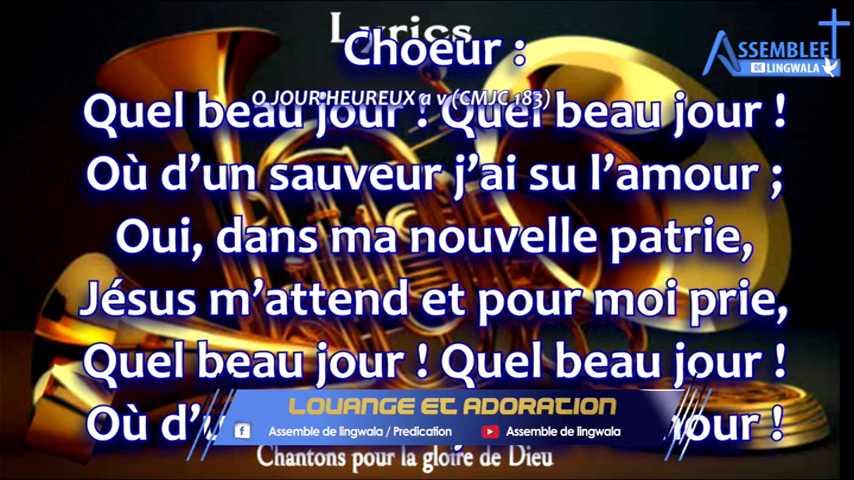 Lyrics
Choeur :
ASSEMBLEE
DE LINGWALA
O JOUR HEUREUX a v (CMJC 183)
Quel beau jour ! Quel beau jour !
Où d’un sauveur j’ai su l’amour ;
Oui, dans ma nouvelle patrie,
Jésus m’attend et pour moi prie,
Quel beau jour ! Quel beau jour !
Où d’
LOUANGE ET ADORATION
Assemble de lingwala / Predication
Assemble de lingwala
Chantons pour la gloire de Dieu